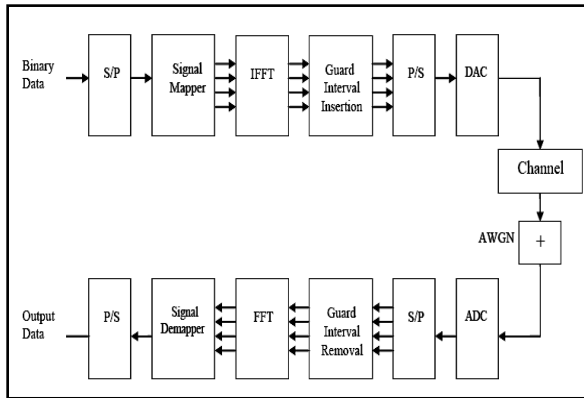 Binary
Data
S/P
Signal
Mapper
IFFT
Guard
Interval
Insertion
P/S
DAC
Channel
AWGN
+
Output
Data
P/S
Signal
Demapper
FFT
Guard
Interval
Removal
S/P
ADC